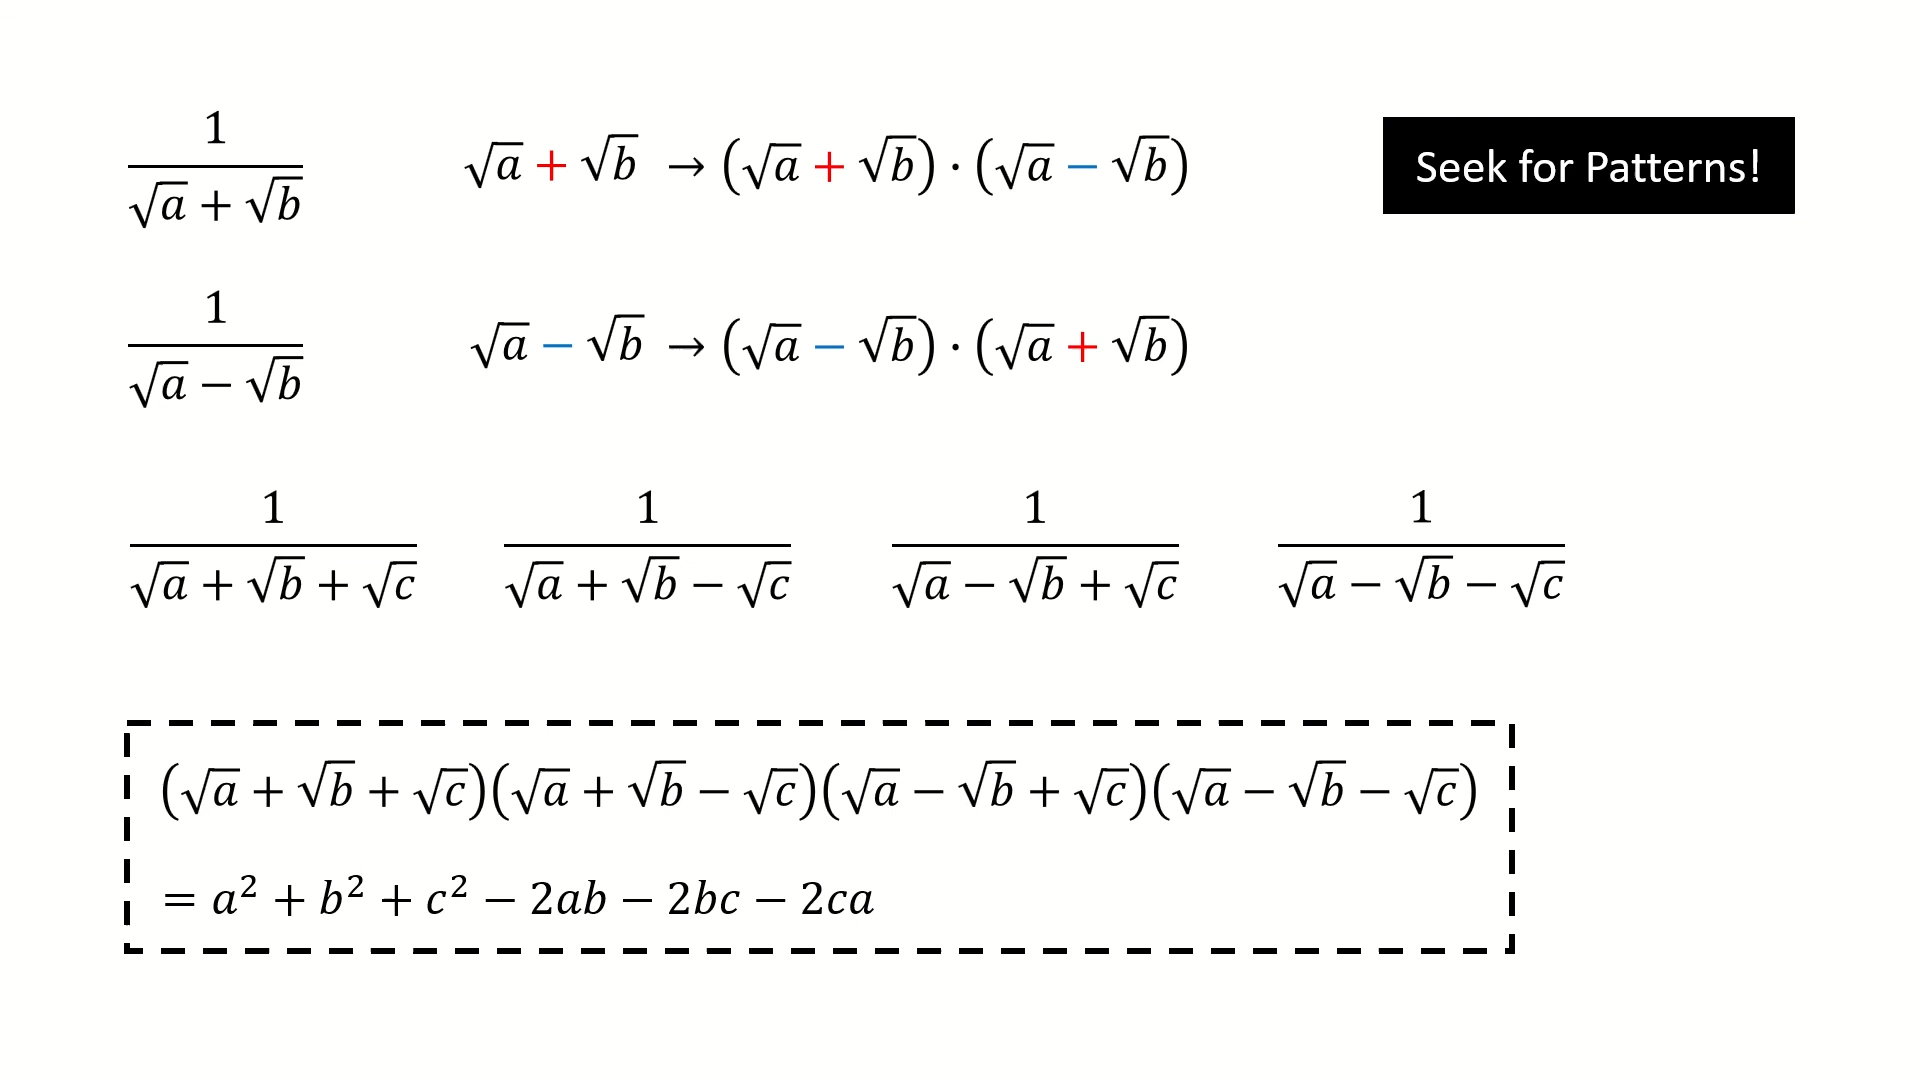 1/(√a + √b)    √a + √b → (√a + √b) · (√a − √b)    Seek for Patterns!
1/(√a − √b)    √a − √b → (√a − √b) · (√a + √b)
1/(√a + √b + √c)    1/(√a + √b − √c)    1/(√a − √b + √c)    1/(√a − √b − √c)
(√a + √b + √c)(√a + √b − √c)(√a − √b + √c)(√a − √b − √c)
= a² + b² + c² − 2ab − 2bc − 2ca